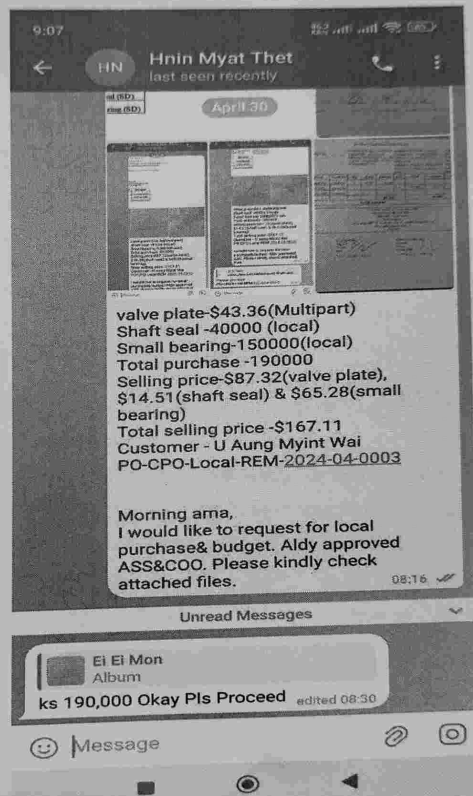 9:07
HN
Hnin Myat Thet
last seen recently
April 30
valve plate-$43.36(Multipart)
Shaft seal -40000 (local)
Small bearing-150000(local)
Total purchase -190000
Selling price-$87.32(valve plate),
$14.51(shaft seal) & $65.28(small
bearing)
Total selling price -$167.11
Customer - U Aung Myint Wai
PO-CPO-Local-REM-2024-04-0003
Morning ama,
I would like to request for local
purchase& budget. Aldy approved
ASS&COO. Please kindly check
attached files.
08:16
Unread Messages
Ei Ei Mon
Album
ks 190,000 Okay Pls Proceed edited 08:30
Message